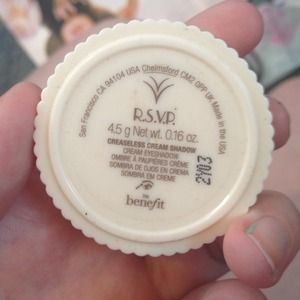 San Francisco CA 94104 USA Chelmsford CM2 0PP UK Made in the USA
R.S.V.P.
4.5 g Net wt. 0.16 oz.
CREASELESS CREAM SHADOW
CREAM EYESHADOW
OMBRE À PAUPIÈRES CRÈME
SOMBRA DE OJOS EN CREMA
SOMBRA EM CREME
benefit
2Y03